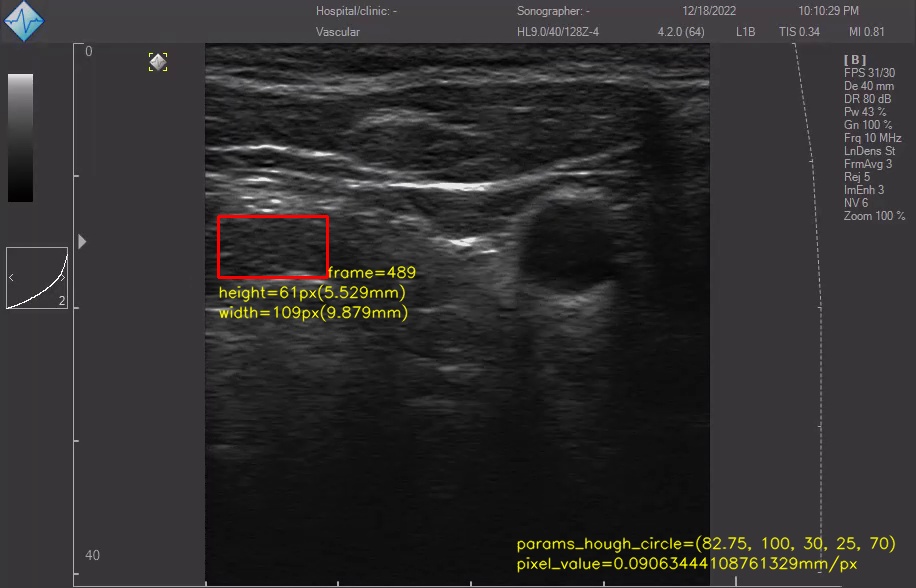 Hospital/clinic: - Sonographer: - 12/18/2022 10:10:29 PM
Vascular HL9.0/40/128Z-4 4.2.0 (64) L1B TIS 0.34 MI 0.81
0
[ B ]
FPS 31/30
De 40 mm
DR 80 dB
Pw 43 %
Gn 100 %
Frq 10 MHz
LnDens St
FrmAvg 3
Rej 5
ImEnh 3
NV 6
Zoom 100 %
frame=489
height=61px(5.529mm)
2
width=109px(9.879mm)
params_hough_circle=(82.75, 100, 30, 25, 70)
40
pixel_value=0.09063444108761329mm/px